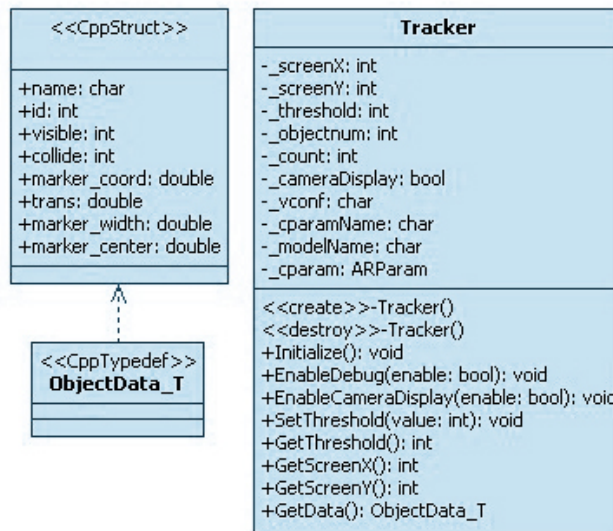 <<CppStruct>>
+name: char
+id: int
+visible: int
+collide: int
+marker_coord: double
+trans: double
+marker_width: double
+marker_center: double
<<CppTypedef>>
ObjectData_T
Tracker
-_screenX: int
-_screenY: int
-_threshold: int
-_objectnum: int
-_count: int
-_cameraDisplay: bool
-_vconf: char
-_cparamName: char
-_modelName: char
-_cparam: ARParam
<<create>>-Tracker()
<<destroy>>-Tracker()
+Initialize(): void
+EnableDebug(enable: bool): void
+EnableCameraDisplay(enable: bool): void
+SetThreshold(value: int): void
+GetThreshold(): int
+GetScreenX(): int
+GetScreenY(): int
+GetData(): ObjectData_T